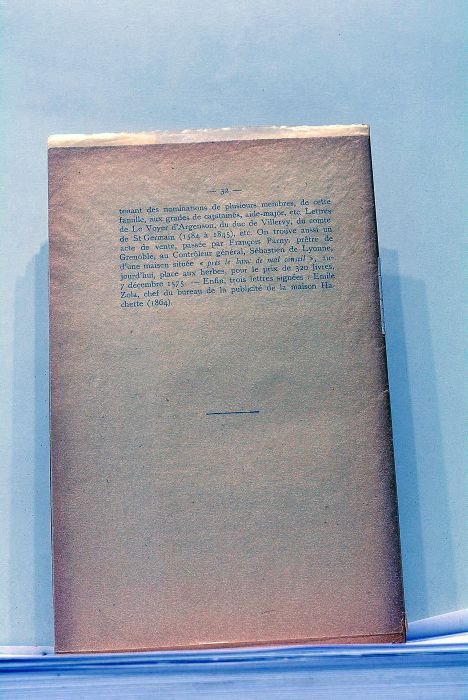 — 32 —
tenant des nominations de plusieurs membres, de cette
famille, aux grades de capitaines, aide-major, etc. Lettres
de Le Voyer d'Argenson, du duc de Villeroy, du comte
de St-Germain (1584 à 1845), etc. On trouve aussi un
acte de vente, passée par François Parny, prêtre de
Grenoble, au Contrôleur général, Sébastien de Lyonne,
d'une maison située « près le banc de mal conseil », au-
jourd'hui, place aux herbes, pour le prix de 320 livres,
7 décembre 1575. — Enfin, trois lettres signées : Emile
Zola, chef du bureau de la publicité de la maison Ha-
chette (1864).